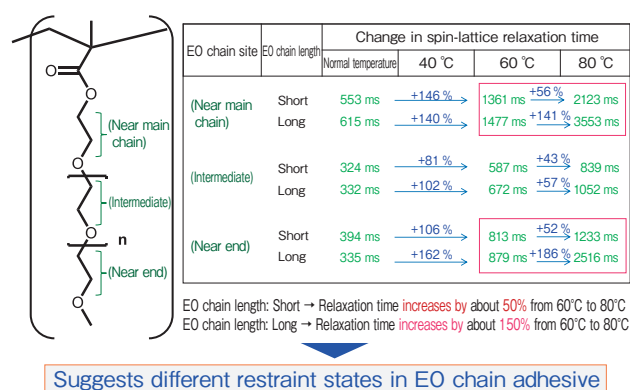 O
O
(Near main
chain)
O
(Intermediate)
O
n
(Near end)
O
EO chain site
EO chain length
Change in spin-lattice relaxation time
Normal temperature
40 ℃
60 ℃
80 ℃
(Near main
chain)
Short
553 ms
+146 %
1361 ms
+56 %
2123 ms
Long
615 ms
+140 %
1477 ms
+141 %
3553 ms
(Intermediate)
Short
324 ms
+81 %
587 ms
+43 %
839 ms
Long
332 ms
+102 %
672 ms
+57 %
1052 ms
(Near end)
Short
394 ms
+106 %
813 ms
+52 %
1233 ms
Long
335 ms
+162 %
879 ms
+186 %
2516 ms
EO chain length: Short → Relaxation time increases by about 50% from 60℃ to 80℃
EO chain length: Long → Relaxation time increases by about 150% from 60℃ to 80℃
Suggests different restraint states in EO chain adhesive